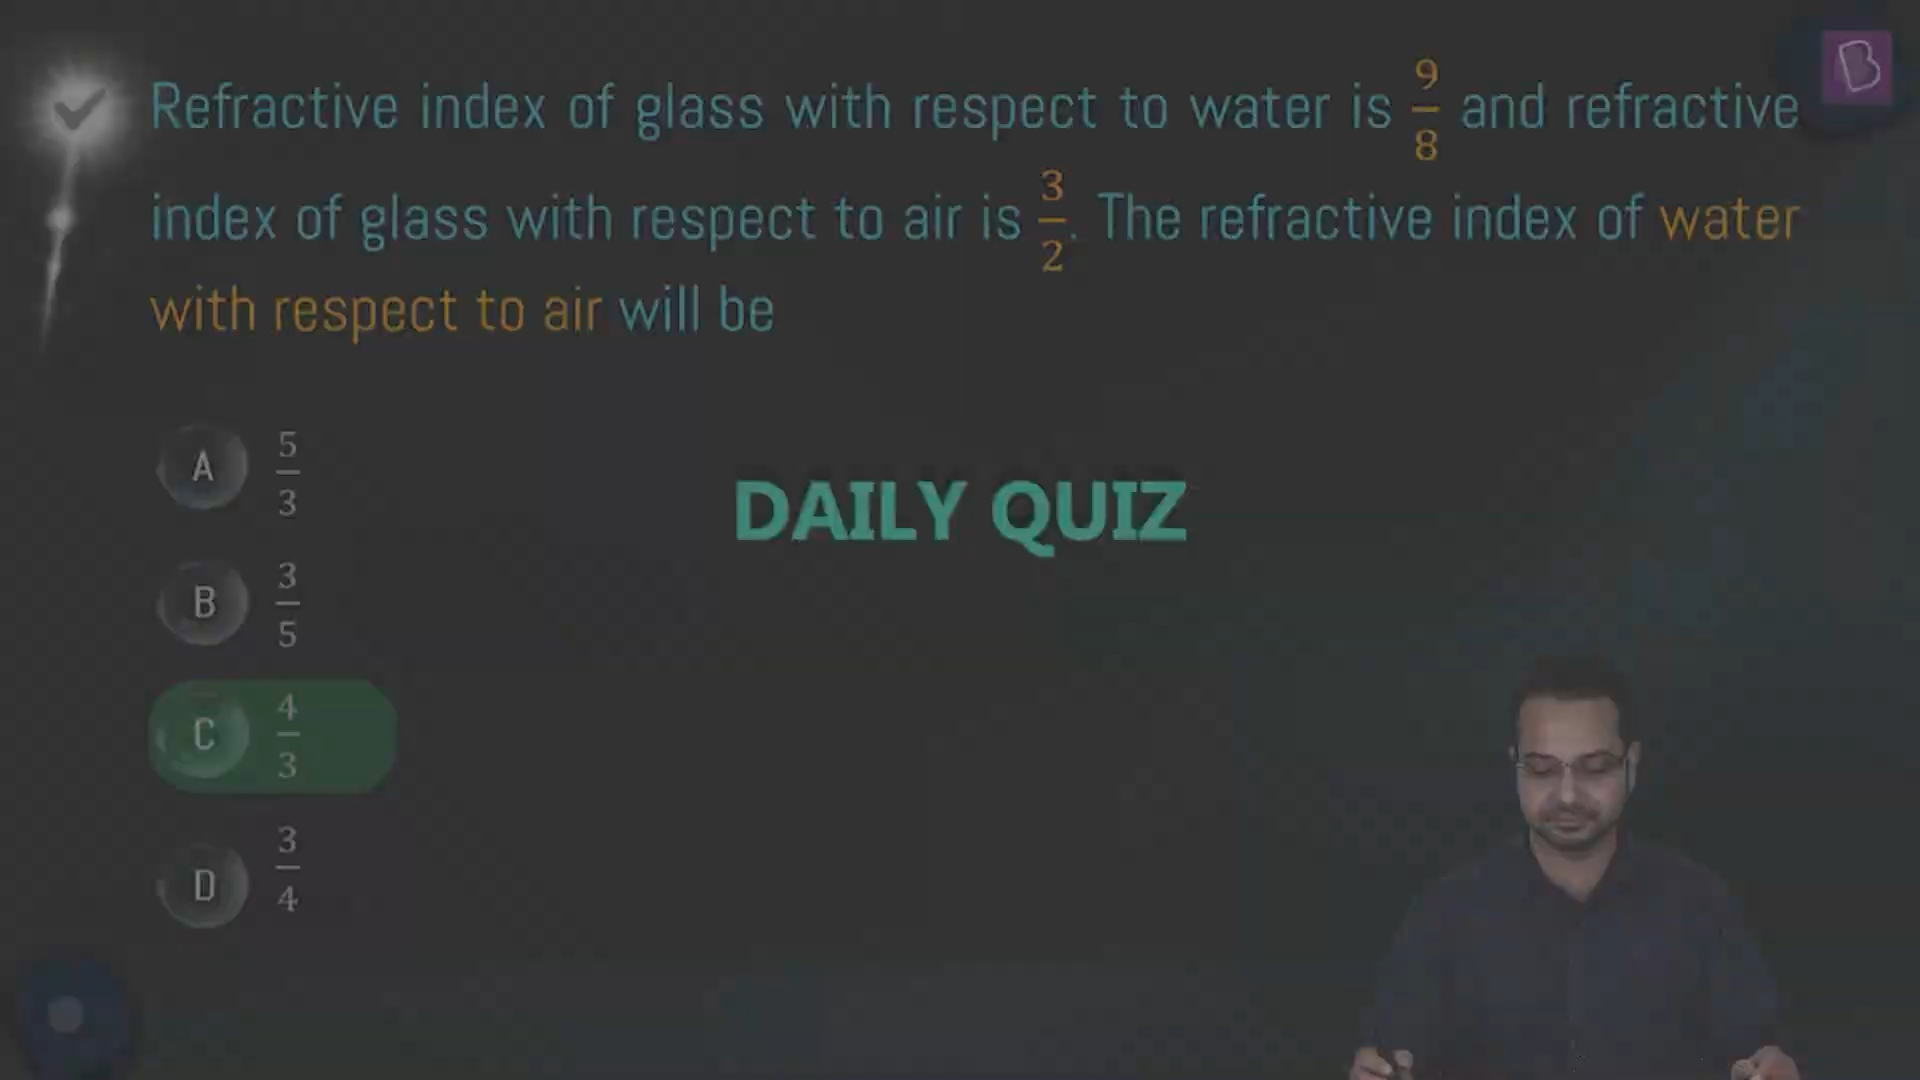 Refractive index of glass with respect to water is 9/8 and refractive
index of glass with respect to air is 3/2. The refractive index of water
with respect to air will be
A 5/3
DAILY QUIZ
B 3/5
C 4/3
D 3/4
B